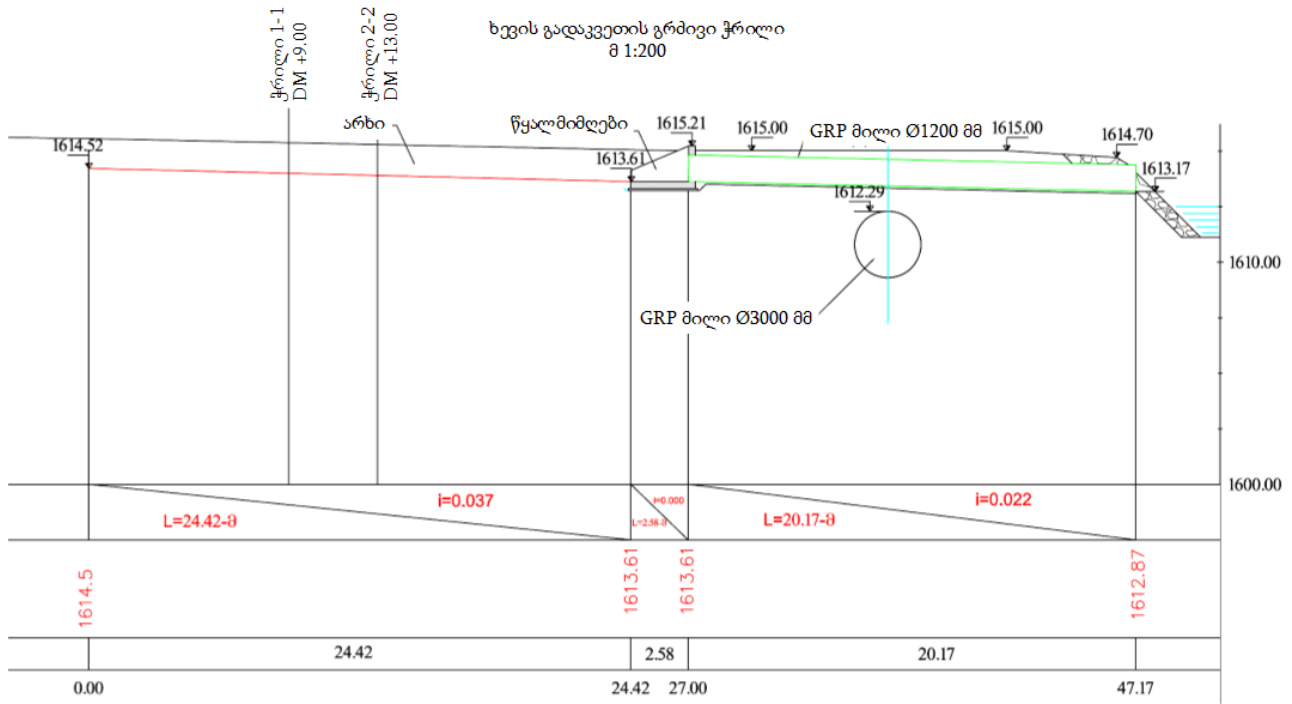 ხევის გადაკვეთის გრძივი ჭრილი
მ 1:200
ჭრილი 1-1
DM +9.00
ჭრილი 2-2
DM +13.00
არხი
წყალმიმღები
1615.21
1615.00
GRP მილი Ø1200 მმ
1615.00
1614.70
1614.52
1613.61
1613.17
1612.29
1610.00
GRP მილი Ø3000 მმ
1600.00
i=0.037
i=0.000
i=0.022
L=24.42-მ
L=2.58-მ
L=20.17-მ
1614.5
1613.61
1613.61
1612.87
24.42
2.58
20.17
0.00
24.42
27.00
47.17